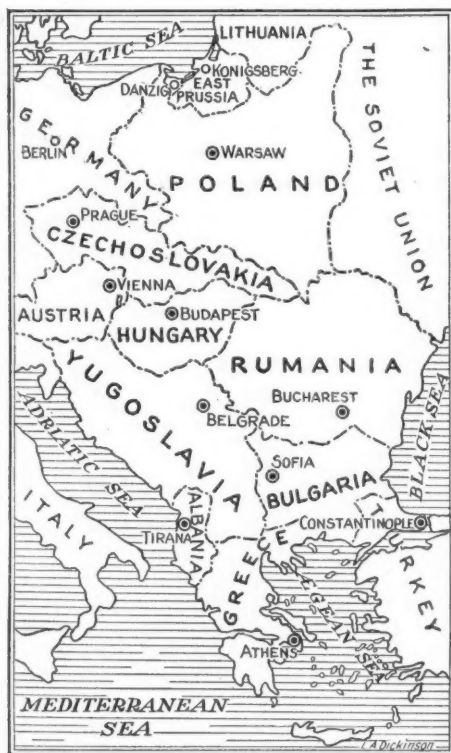 BALTIC SEA
LITHUANIA
KONIGSBERG
DANZIG
EAST
PRUSSIA
THE SOVIET UNION
GERMANY
BERLIN
WARSAW
POLAND
PRAGUE
CZECHOSLOVAKIA
VIENNA
AUSTRIA
BUDAPEST
HUNGARY
RUMANIA
YUGOSLAVIA
BELGRADE
BUCHAREST
BLACK SEA
ADRIATIC SEA
SOFIA
BULGARIA
ITALY
ALBANIA
TIRANA
CONSTANTINOPLE
TURKEY
GREECE
ÆGEAN SEA
ATHENS
MEDITERRANEAN
SEA
L.A.Dickinson